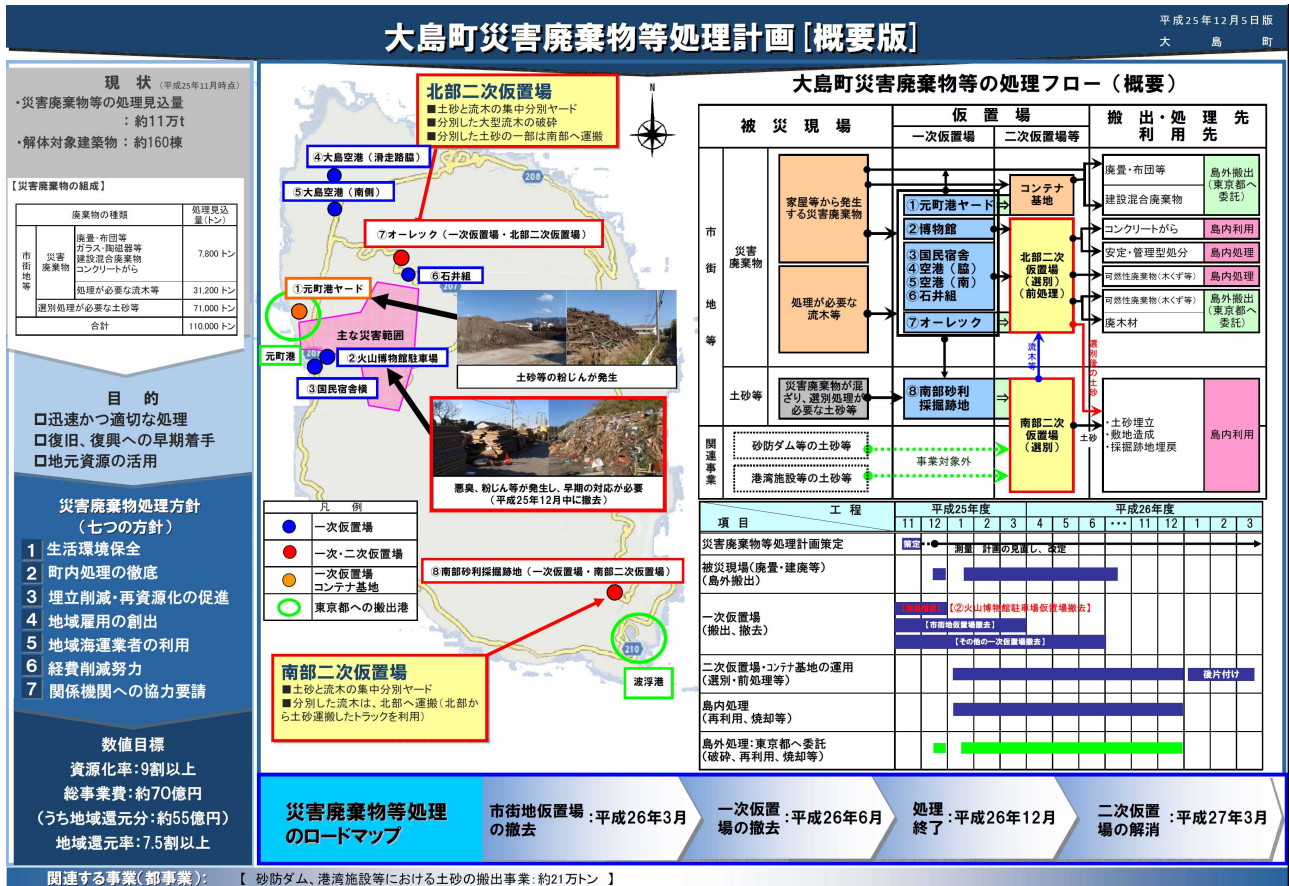 大島町災害廃棄物等処理計画[概要版]
平成25年12月5日版
大島町
現 状 (平成25年11月時点)
・災害廃棄物等の処理見込量
：約11万t
・解体対象建築物：約160棟
【災害廃棄物の組成】
廃棄物の種類
処理見込量(トン)
市街地等
災害廃棄物
廃畳・布団等
ガラス・陶磁器等
建設混合廃棄物
コンクリートがら
7,800 トン
処理が必要な流木等
31,200 トン
選別処理が必要な土砂等
71,000 トン
合計
110,000 トン
目 的
□迅速かつ適切な処理
□復旧、復興への早期着手
□地元資源の活用
災害廃棄物処理方針
(七つの方針)
1 生活環境保全
2 町内処理の徹底
3 埋立削減・再資源化の促進
4 地域雇用の創出
5 地域海運業者の利用
6 経費削減努力
7 関係機関への協力要請
数値目標
資源化率：9割以上
総事業費：約70億円
(うち地域還元分：約55億円)
地域還元率：7.5割以上
北部二次仮置場
■土砂と流木の集中分別ヤード
■分別した大型流木の破砕
■分別した土砂の一部は南部へ運搬
N
④大島空港（滑走路脇）
⑤大島空港（南側）
208
⑦オーレック（一次仮置場・北部二次仮置場）
⑥石井組
207
①元町港ヤード
主な災害範囲
元町港
②火山博物館駐車場
③国民宿舎横
土砂等の粉じんが発生
悪臭、粉じん等が発生し、早期の対応が必要
(平成25年12月中に撤去)
凡 例
一次仮置場
一次・二次仮置場
一次仮置場
コンテナ基地
東京都への搬出港
⑧南部砂利採掘跡地（一次仮置場・南部二次仮置場）
210
波浮港
南部二次仮置場
■土砂と流木の集中分別ヤード
■分別した流木は、北部へ運搬(北部から土砂運搬したトラックを利用)
大島町災害廃棄物等の処理フロー（概要）
被災現場
仮置場
一次仮置場
二次仮置場等
搬出・処理先
利用先
市街地等
災害廃棄物
家屋等から発生する災害廃棄物
処理が必要な流木等
①元町港ヤード
⇒
コンテナ基地
②博物館
③国民宿舎
④空港（脇）
⑤空港（南）
⑥石井組
⑦オーレック
⇒
北部二次仮置場
(選別)
(前処理)
廃畳・布団等
建設混合廃棄物
島外搬出
(東京都へ委託)
コンクリートがら
島内利用
安定・管理型処分
島内処理
可燃性廃棄物(木くず等)
島内処理
可燃性廃棄物(木くず等)
廃木材
島外搬出
(東京都へ委託)
流木等
選別後の土砂
土砂等
災害廃棄物が混ざり、選別処理が必要な土砂等
⑧南部砂利採掘跡地
⇒
南部二次仮置場
(選別)
土砂
・土砂埋立
・敷地造成
・採掘跡地埋戻
島内利用
関連事業
砂防ダム等の土砂等
事業対象外
港湾施設等の土砂等
工程
項目
平成25年度
平成26年度
11 12 1 2 3 4 5 6 ･･･ 11 12 1 2 3
災害廃棄物等処理計画策定
策定
測量 計画の見直し、改定
被災現場(廃畳・建廃等)
(島外搬出)
一次仮置場
(搬出、撤去)
【②火山博物館駐車場仮置場撤去】
【市街地仮置場撤去】
【その他の一次仮置場撤去】
二次仮置場・コンテナ基地の運用
(選別・前処理等)
後片付け
島内処理
(再利用、焼却等)
島外処理：東京都へ委託
(破砕、再利用、焼却等)
災害廃棄物等処理
のロードマップ
市街地仮置場の撤去：平成26年3月
一次仮置場の撤去：平成26年6月
処理終了：平成26年12月
二次仮置場の解消：平成27年3月
関連する事業(都事業)：【 砂防ダム、港湾施設等における土砂の搬出事業：約21万トン 】